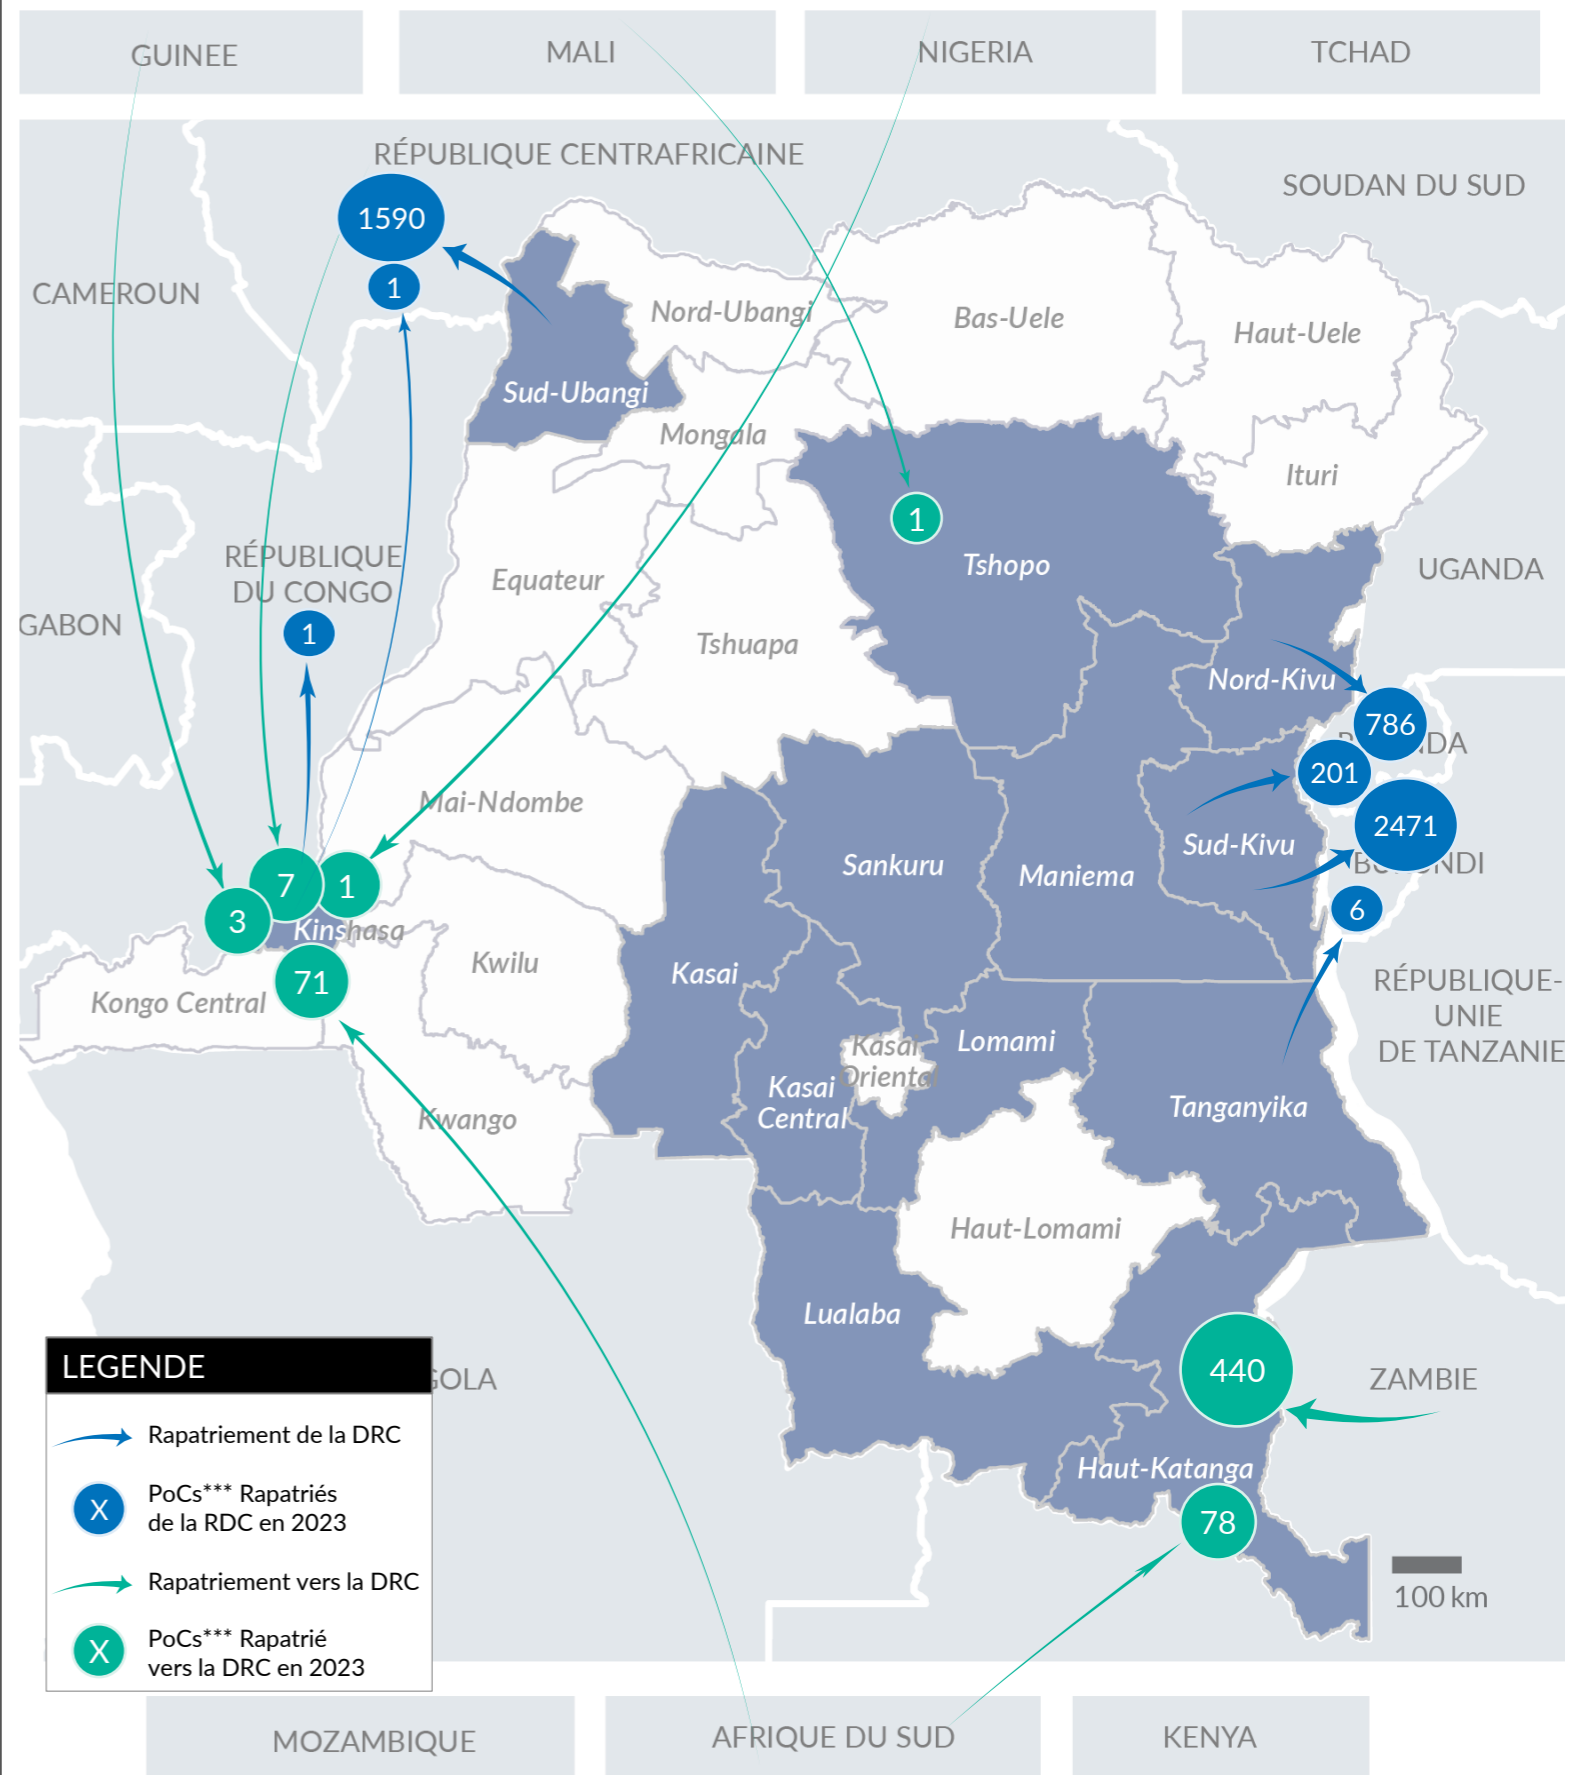 GUINEE
MALI
NIGERIA
TCHAD
RÉPUBLIQUE CENTRAFRICAINE
SOUDAN DU SUD
1590
1
CAMEROUN
Nord-Ubangi
Bas-Uele
Haut-Uele
Sud-Ubangi
Mongala
Ituri
1
Tshopo
RÉPUBLIQUE
DU CONGO
Equateur
UGANDA
GABON
1
Tshuapa
Nord-Kivu
786
201
Mai-Ndombe
2471
Sud-Kivu
Sankuru
Maniema
7
1
3
6
Kinshasa
Kwilu
Kasai
71
Kongo Central
RÉPUBLIQUE-
UNIE
DE TANZANIE
Lomami
Kasai
Oriental
Kasai
Central
Kwango
Tanganyika
Haut-Lomami
Lualaba
440
ZAMBIE
GOLA
Haut-Katanga
78
100 km
LEGENDE
Rapatriement de la DRC
X
PoCs*** Rapatriés
de la RDC en 2023
Rapatriement vers la DRC
X
PoCs*** Rapatrié
vers la DRC en 2023
MOZAMBIQUE
AFRIQUE DU SUD
KENYA